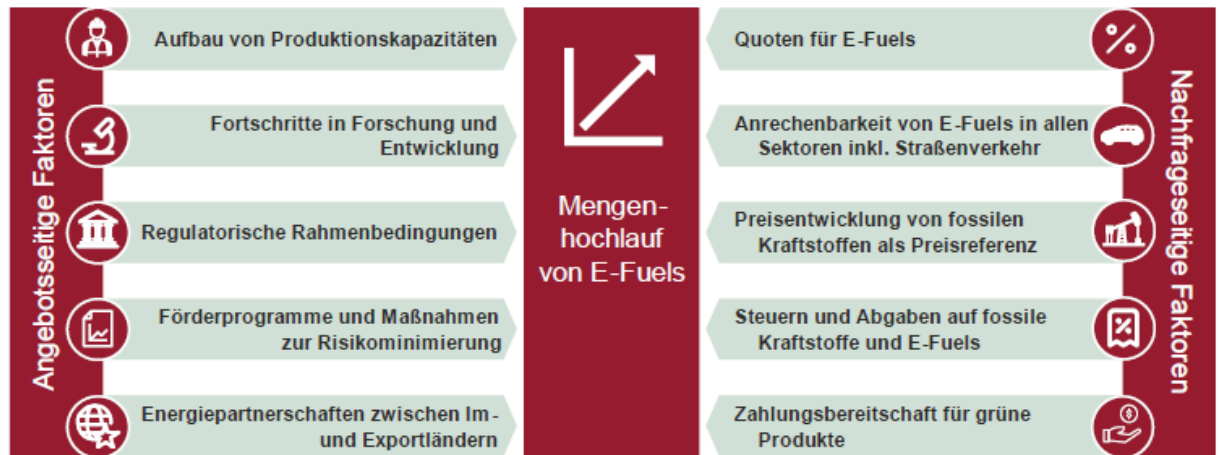 Angebotsseitige Faktoren
Aufbau von Produktionskapazitäten
Fortschritte in Forschung und
Entwicklung
Regulatorische Rahmenbedingungen
Förderprogramme und Maßnahmen
zur Risikominimierung
Energiepartnerschaften zwischen Im-
und Exportländern
Mengen-
hochlauf
von E-Fuels
Quoten für E-Fuels
Anrechenbarkeit von E-Fuels in allen
Sektoren inkl. Straßenverkehr
Preisentwicklung von fossilen
Kraftstoffen als Preisreferenz
Steuern und Abgaben auf fossile
Kraftstoffe und E-Fuels
Zahlungsbereitschaft für grüne
Produkte
Nachfrageseitige Faktoren